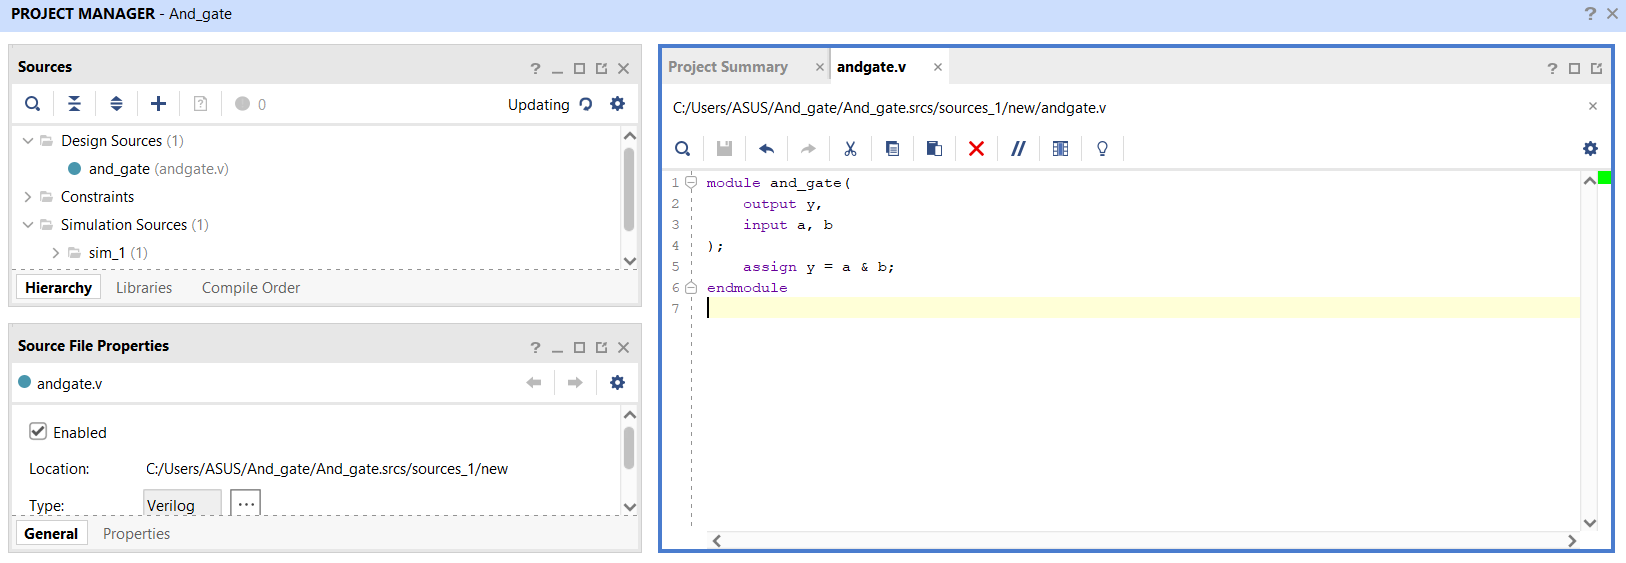 PROJECT MANAGER - And_gate
Sources
0
Updating
Design Sources (1)
and_gate (andgate.v)
Constraints
Simulation Sources (1)
sim_1 (1)
Hierarchy
Libraries
Compile Order
Source File Properties
andgate.v
Enabled
Location: C:/Users/ASUS/And_gate/And_gate.srcs/sources_1/new
Type: Verilog ...
General
Properties
Project Summary
andgate.v
C:/Users/ASUS/And_gate/And_gate.srcs/sources_1/new/andgate.v
1 module and_gate(
2     output y,
3     input a, b
4 );
5     assign y = a & b;
6 endmodule
7